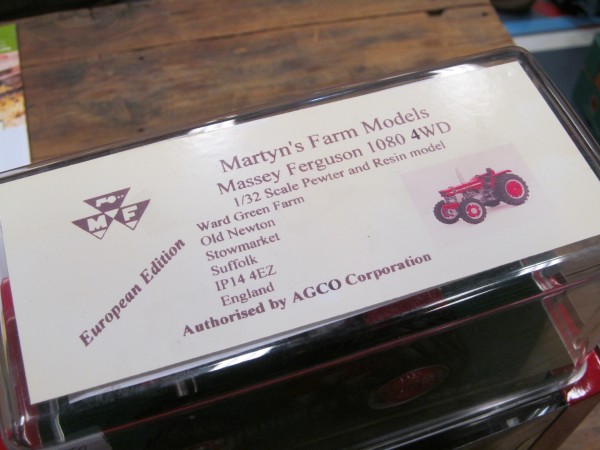 Martyn's Farm Models
Massey Ferguson 1080 4WD
1/32 Scale Pewter and Resin model
Ward Green Farm
Old Newton
Stowmarket
Suffolk
IP14 4EZ
England
Authorised by AGCO Corporation
European Edition
M F